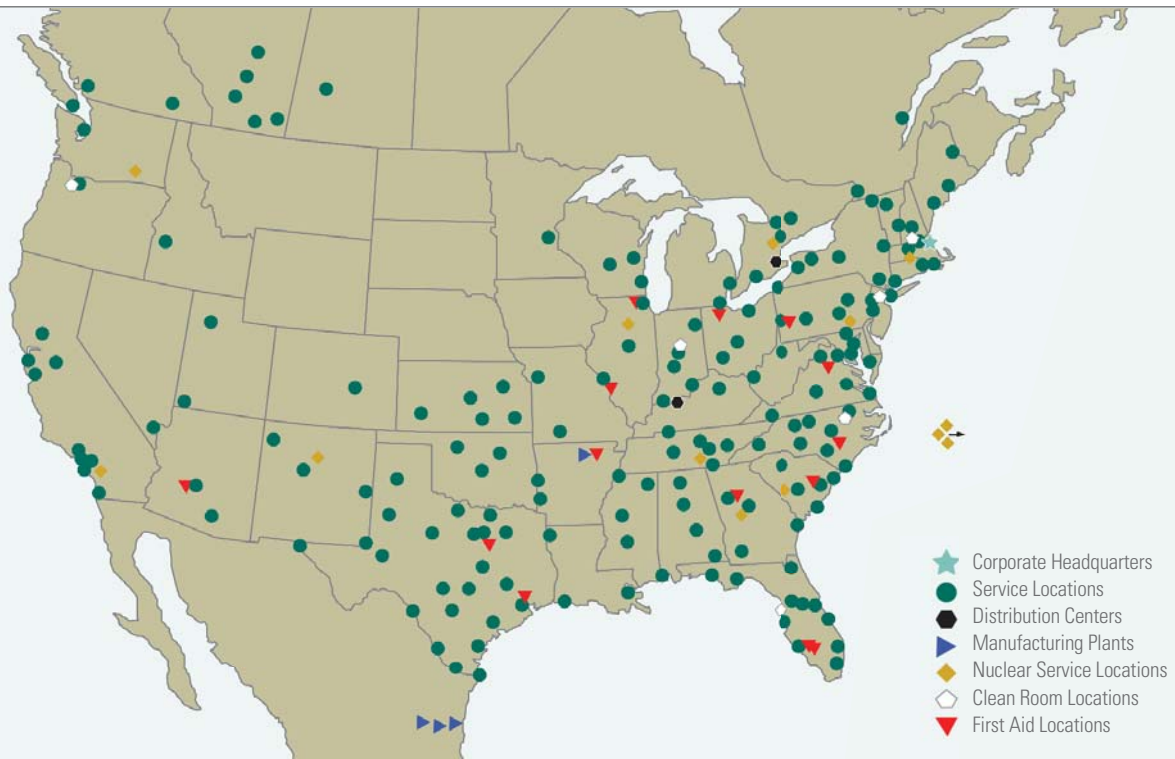 Corporate Headquarters
Service Locations
Distribution Centers
Manufacturing Plants
Nuclear Service Locations
Clean Room Locations
First Aid Locations